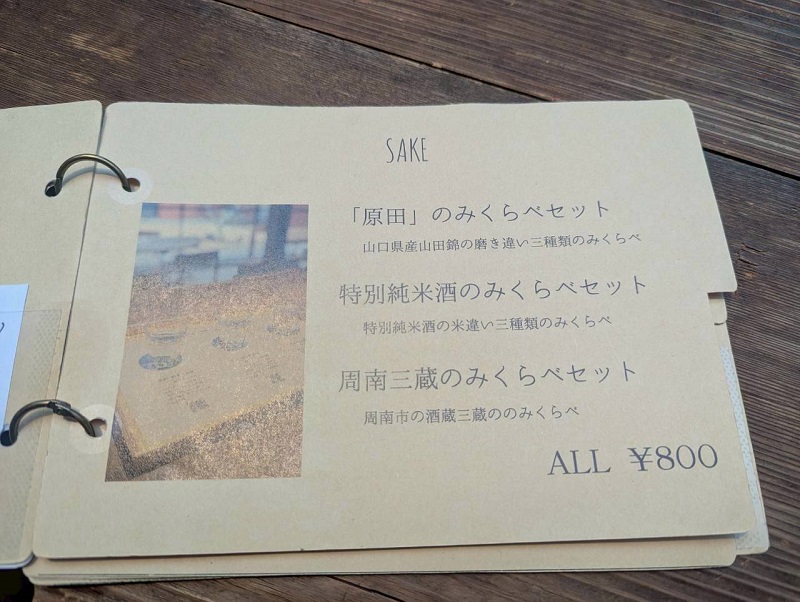 SAKE
「原田」のみくらべセット
山口県産山田錦の磨き違い三種類のみくらべ
特別純米酒のみくらべセット
特別純米酒の米違い三種類のみくらべ
周南三蔵のみくらべセット
周南市の酒蔵三蔵ののみくらべ
ALL ¥800